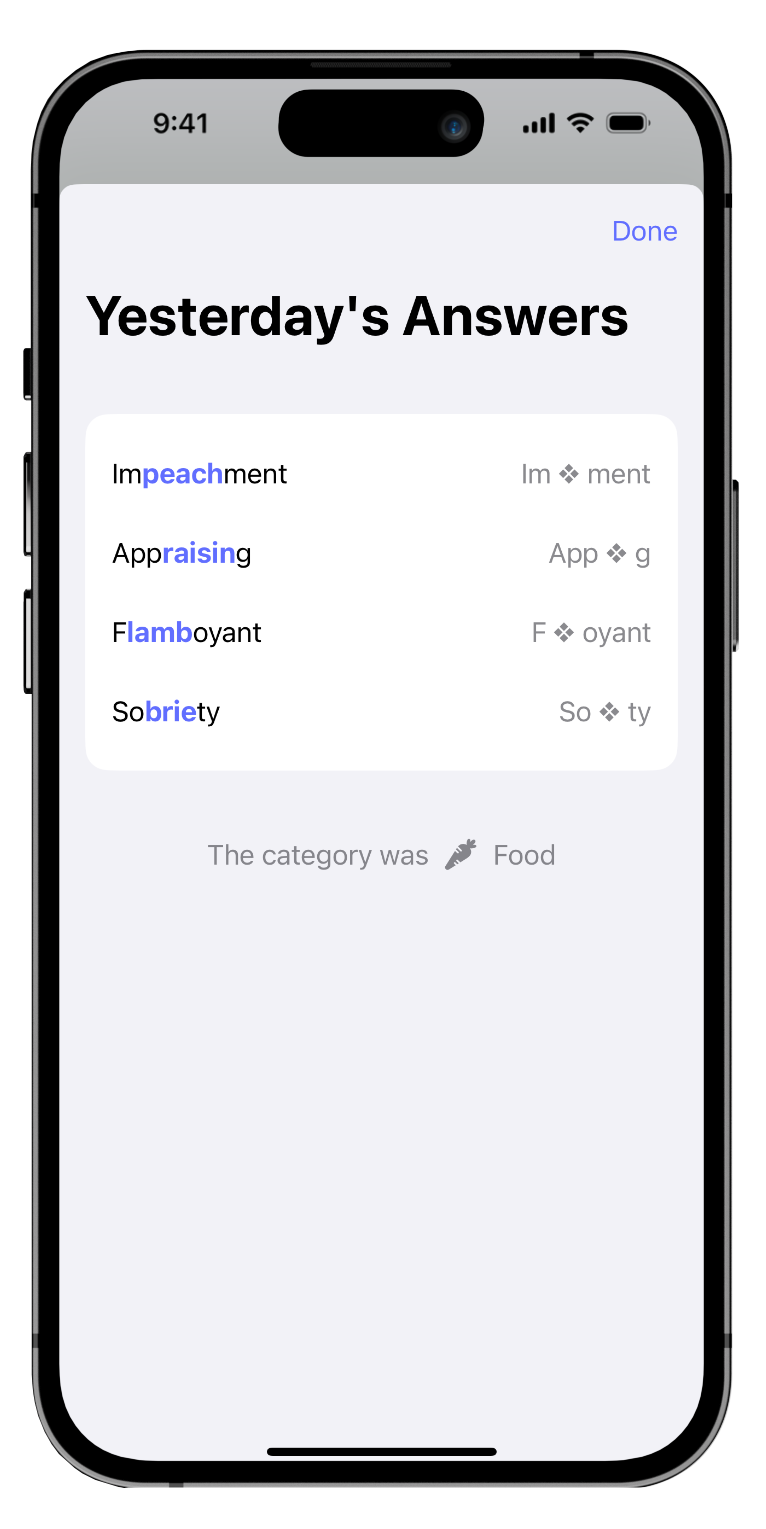 9:41
Done
Yesterday's Answers
Impeachment Im ❖ ment
Appraising App ❖ g
Flamboyant F ❖ oyant
Sobriety So ❖ ty
The category was Food